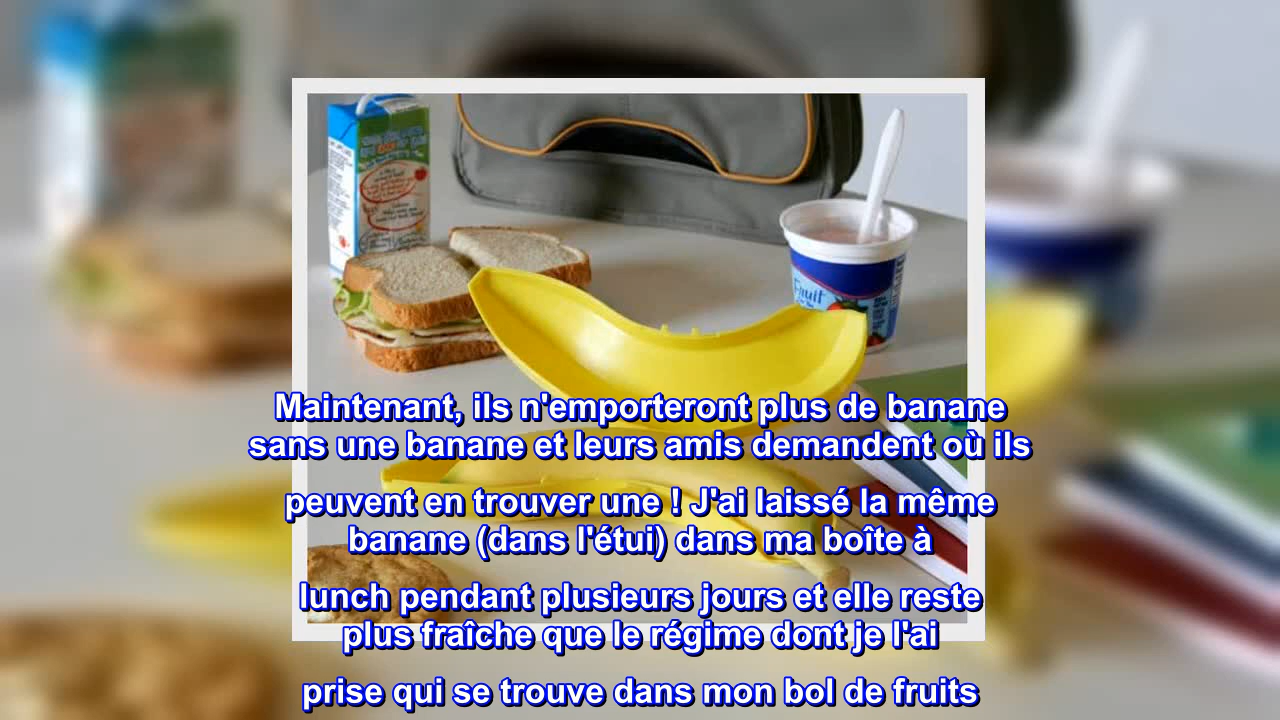 Fruit
Maintenant, ils n'emporteront plus de banane
sans une banane et leurs amis demandent où ils
peuvent en trouver une ! J'ai laissé la même
banane (dans l'étui) dans ma boîte à
lunch pendant plusieurs jours et elle reste
plus fraîche que le régime dont je l'ai
prise qui se trouve dans mon bol de fruits